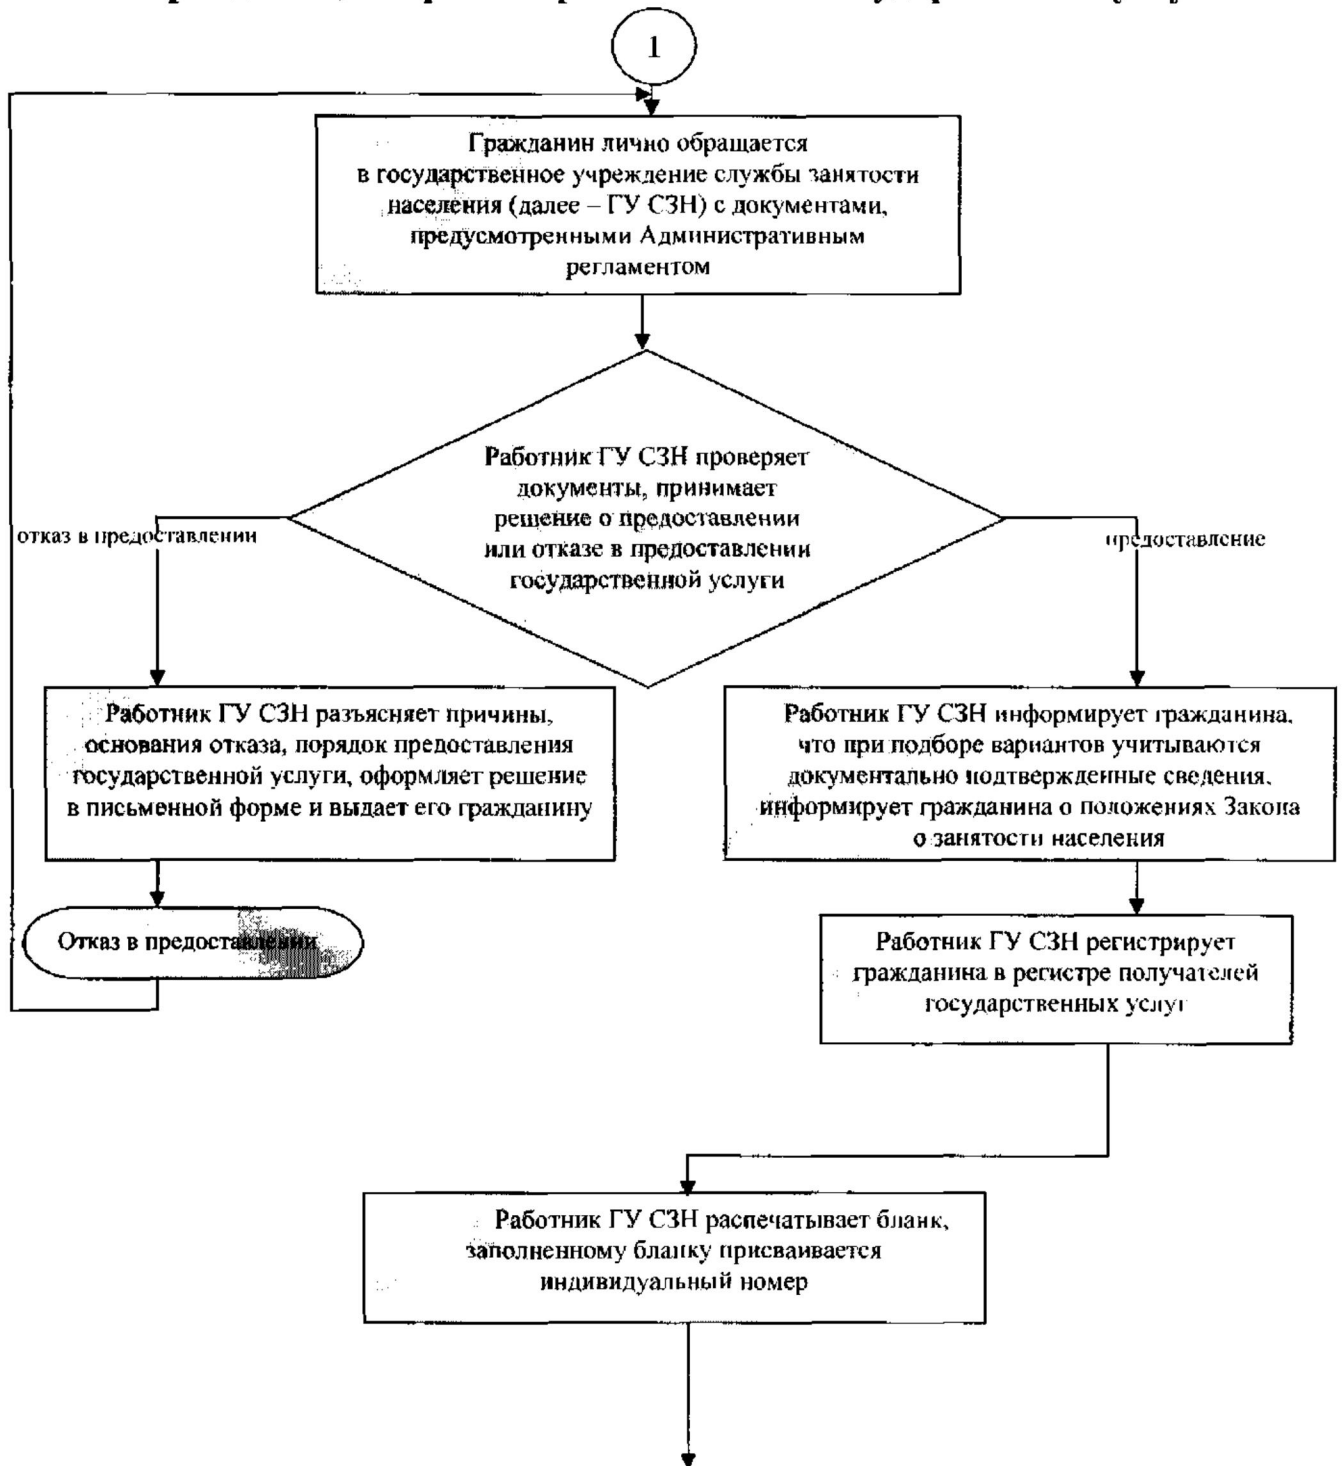 1
Гражданин лично обращается
в государственное учреждение службы занятости
населения (далее – ГУ СЗН) с документами,
предусмотренными Административным
регламентом
Работник ГУ СЗН проверяет
документы, принимает
решение о предоставлении
или отказе в предоставлении
государственной услуги
отказ в предоставлении
предоставление
Работник ГУ СЗН разъясняет причины,
основания отказа, порядок предоставления
государственной услуги, оформляет решение
в письменной форме и выдает его гражданину
Работник ГУ СЗН информирует гражданина,
что при подборе вариантов учитываются
документально подтвержденные сведения,
информирует гражданина о положениях Закона
о занятости населения
Отказ в предоставлении
Работник ГУ СЗН регистрирует
гражданина в регистре получателей
государственных услуг
Работник ГУ СЗН распечатывает бланк,
заполненному бланку присваивается
индивидуальный номер